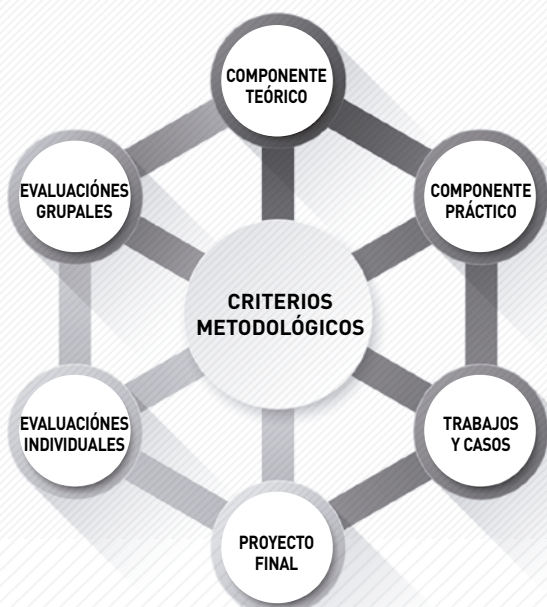 COMPONENTE
TEÓRICO
EVALUACIÓNES
GRUPALES
COMPONENTE
PRÁCTICO
CRITERIOS
METODOLÓGICOS
EVALUACIÓNES
INDIVIDUALES
TRABAJOS
Y CASOS
PROYECTO
FINAL